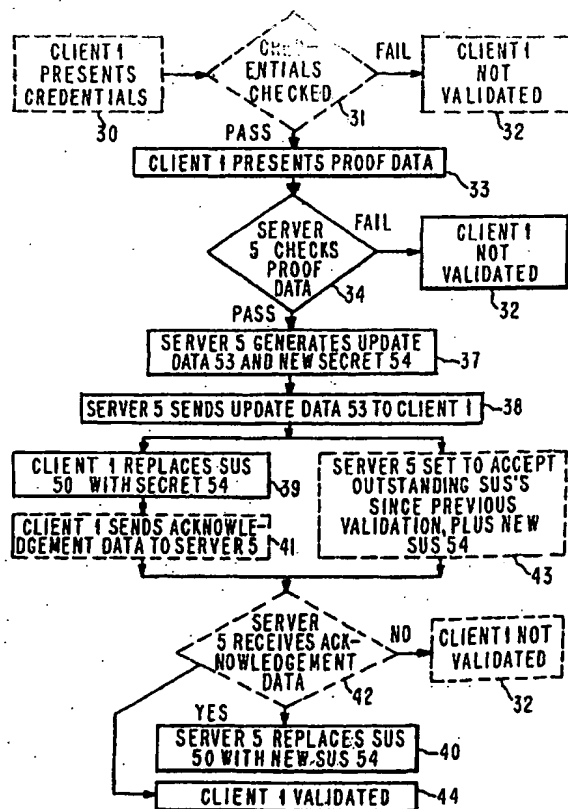 CLIENT 1
PRESENTS
CREDENTIALS
30
ENTIALS
CHECKED
31
FAIL
CLIENT 1
NOT
VALIDATED
32
PASS
CLIENT 1 PRESENTS PROOF DATA
33
SERVER
5 CHECKS
PROOF
DATA
34
FAIL
CLIENT 1
NOT
VALIDATED
32
PASS
SERVER 5 GENERATES UPDATE
DATA 53 AND NEW SECRET 54
37
SERVER 5 SENDS UPDATE DATA 53 TO CLIENT 1
38
CLIENT 1 REPLACES SUS
50 WITH SECRET 54
39
CLIENT 1 SENDS ACKNOWLE-
DGEMENT DATA TO SERVER 5
41
SERVER 5 SET TO ACCEPT
OUTSTANDING SUS'S
SINCE PREVIOUS
VALIDATION, PLUS NEW
SUS 54
43
SERVER
5 RECEIVES ACK-
NOWLEDGEMENT
DATA
42
NO
CLIENT 1 NOT
VALIDATED
32
YES
SERVER 5 REPLACES SUS
50 WITH NEW SUS 54
40
CLIENT 1 VALIDATED
44